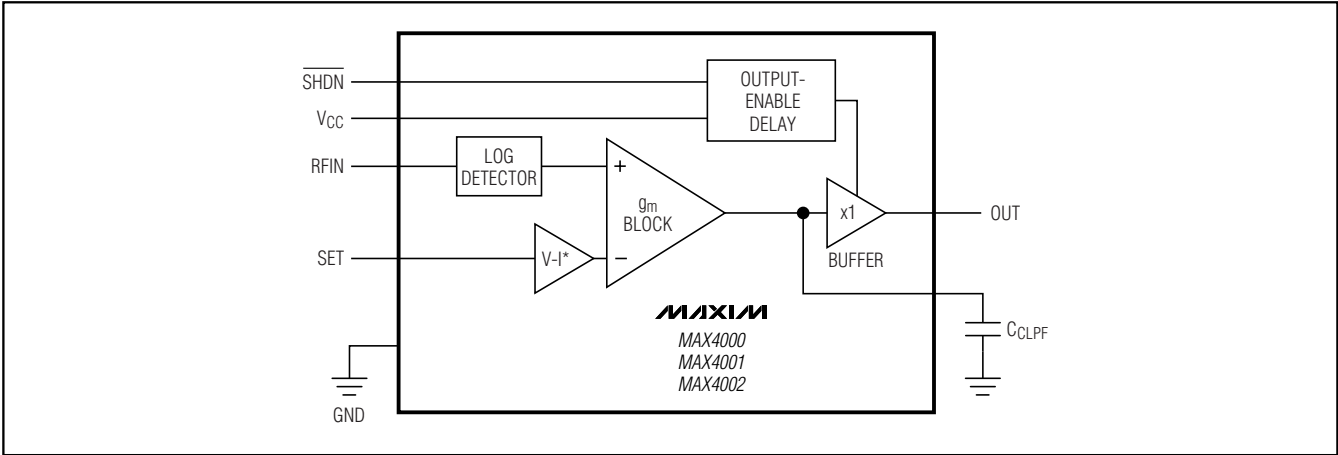 SHDN
VCC
RFIN
SET
GND
OUTPUT-
ENABLE
DELAY
LOG
DETECTOR
+
gm
BLOCK
−
V-I*
x1
BUFFER
OUT
CCLPF
MAXIM
MAX4000
MAX4001
MAX4002